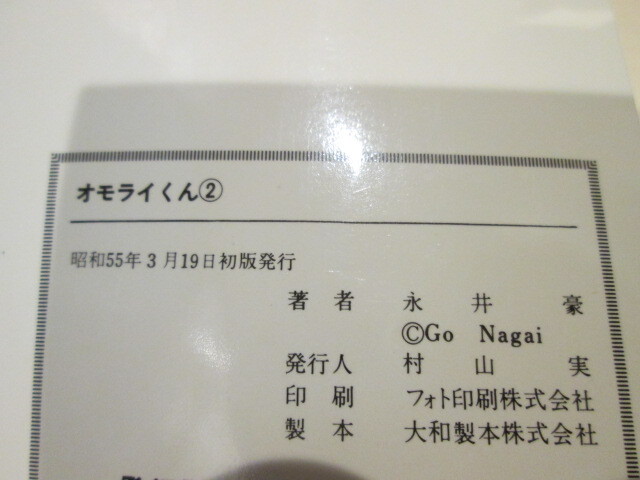 オモライくん②
昭和55年3月19日初版発行
著者 永井豪
©Go Nagai
発行人 村山実
印刷 フォト印刷株式会社
製本 大和製本株式会社